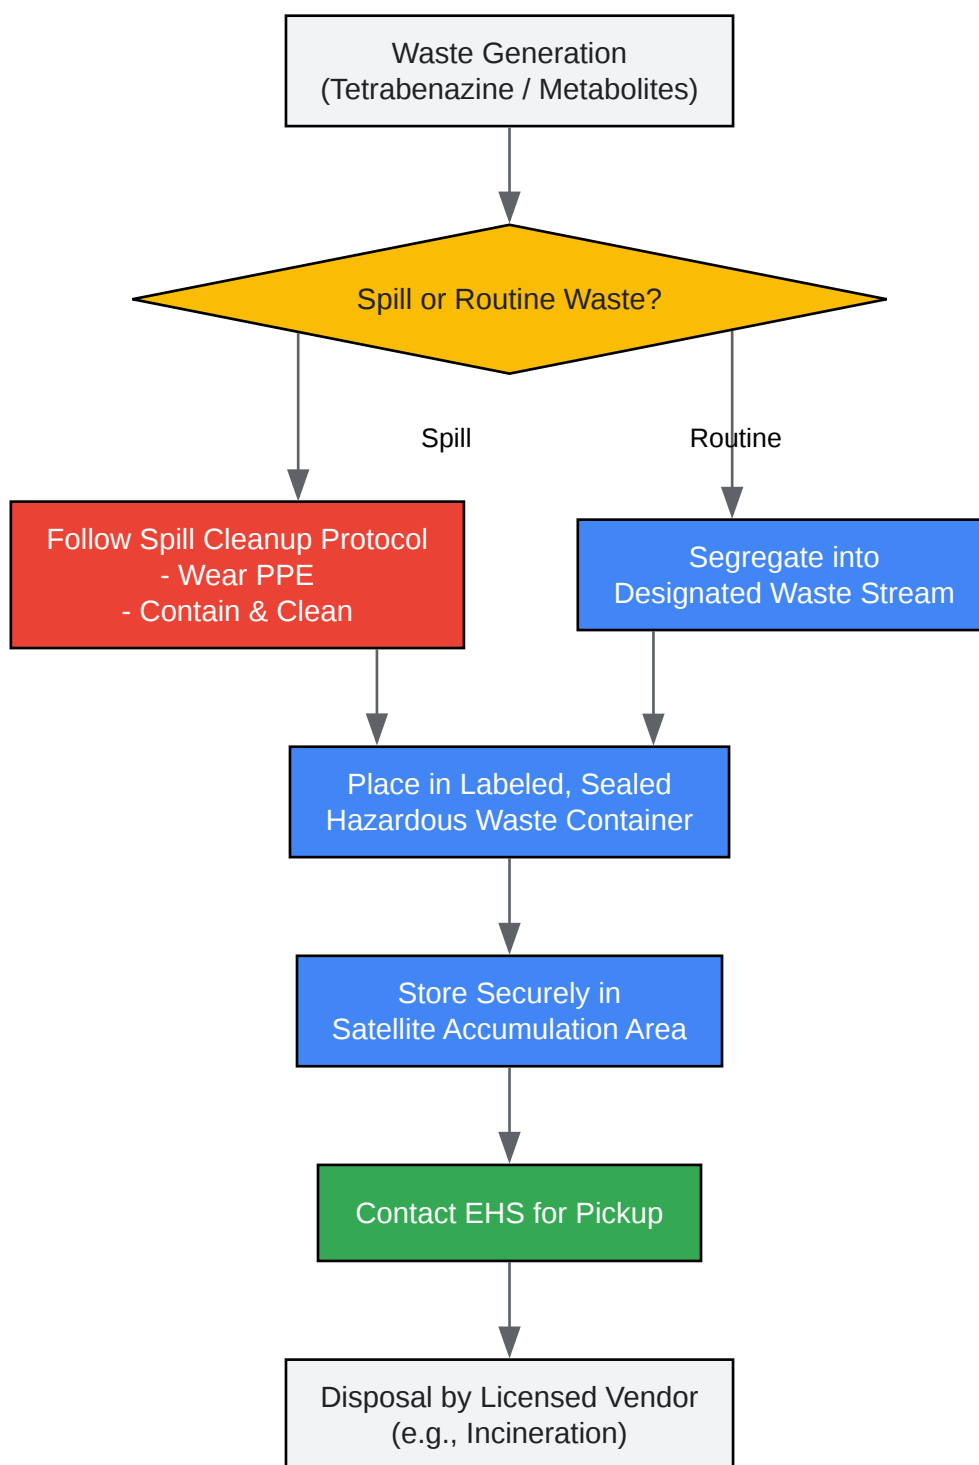 Waste Generation
(Tetrabenazine / Metabolites)
Spill or Routine Waste?
Spill
Routine
Follow Spill Cleanup Protocol
- Wear PPE
- Contain & Clean
Segregate into
Designated Waste Stream
Place in Labeled, Sealed
Hazardous Waste Container
Store Securely in
Satellite Accumulation Area
Contact EHS for Pickup
Disposal by Licensed Vendor
(e.g., Incineration)